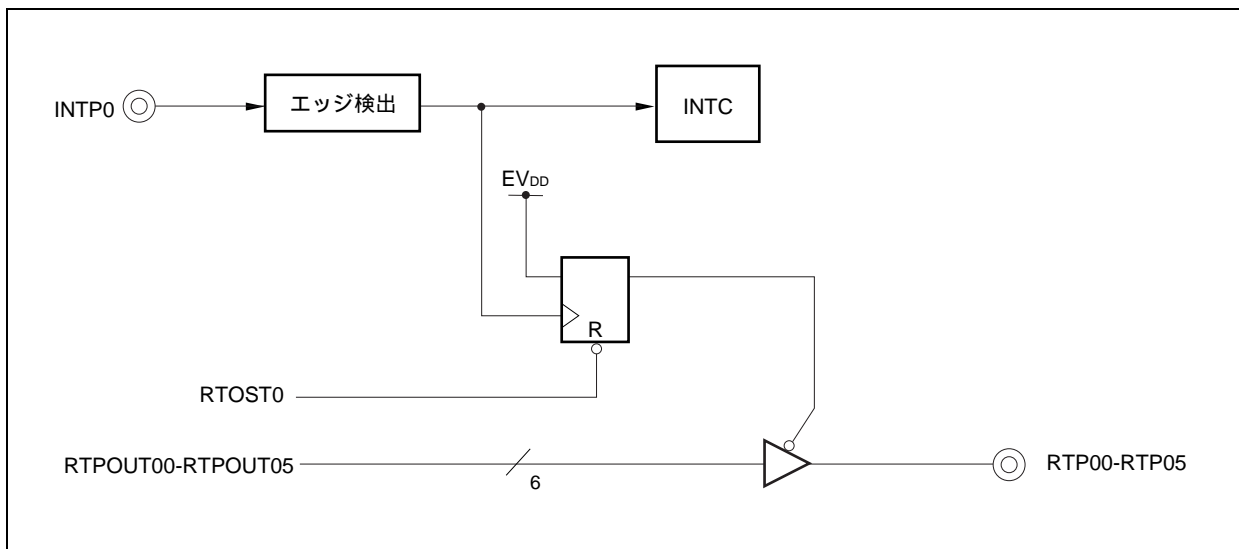 INTP0
エッジ検出
INTC
EVDD
R
RTOST0
RTPOUT00-RTPOUT05
6
RTP00-RTP05